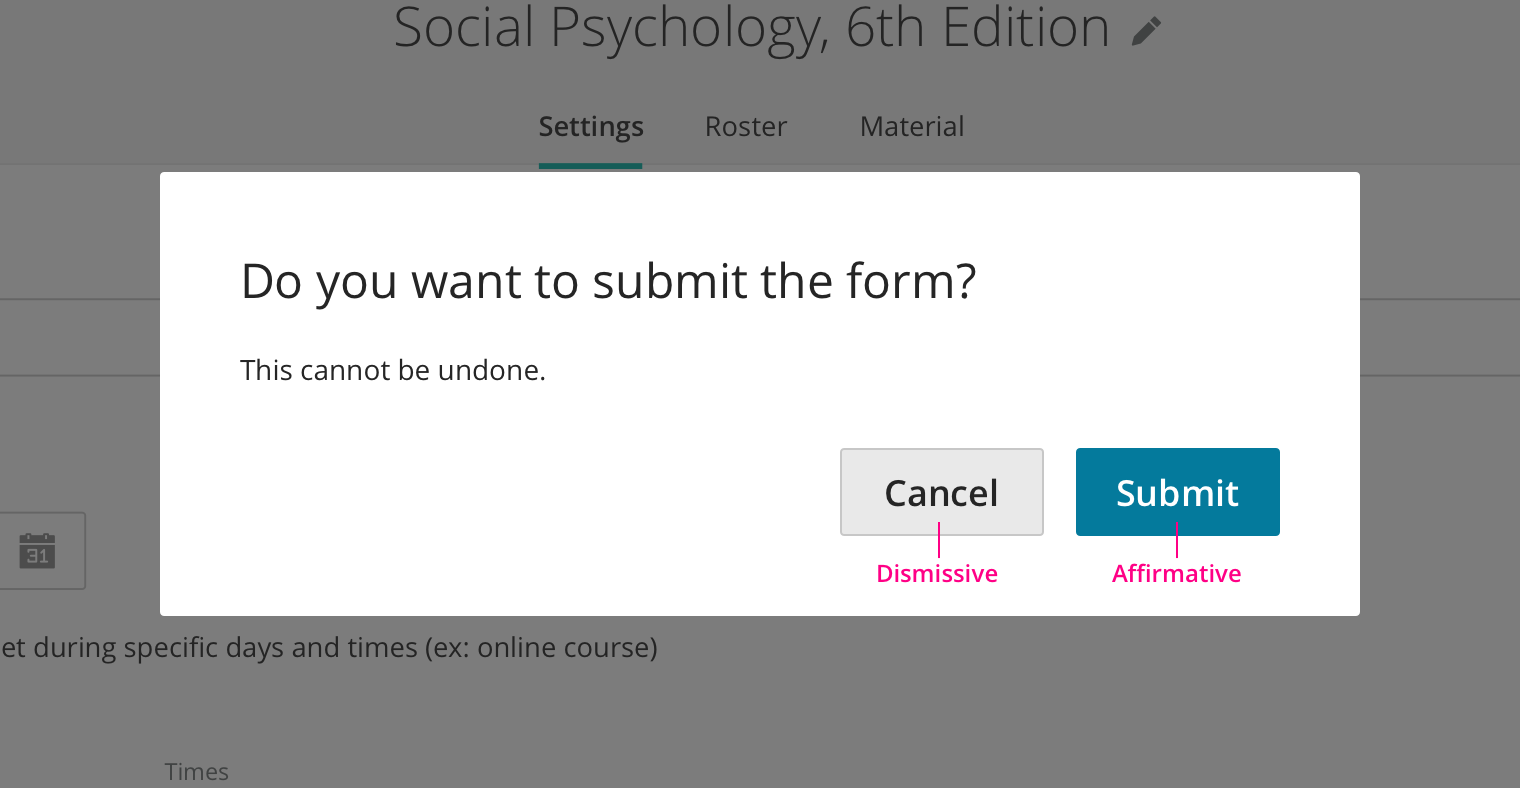 Social Psychology, 6th Edition
Settings Roster Material
Do you want to submit the form?
This cannot be undone.
Cancel Submit
Dismissive Affirmative
31
et during specific days and times (ex: online course)
Times